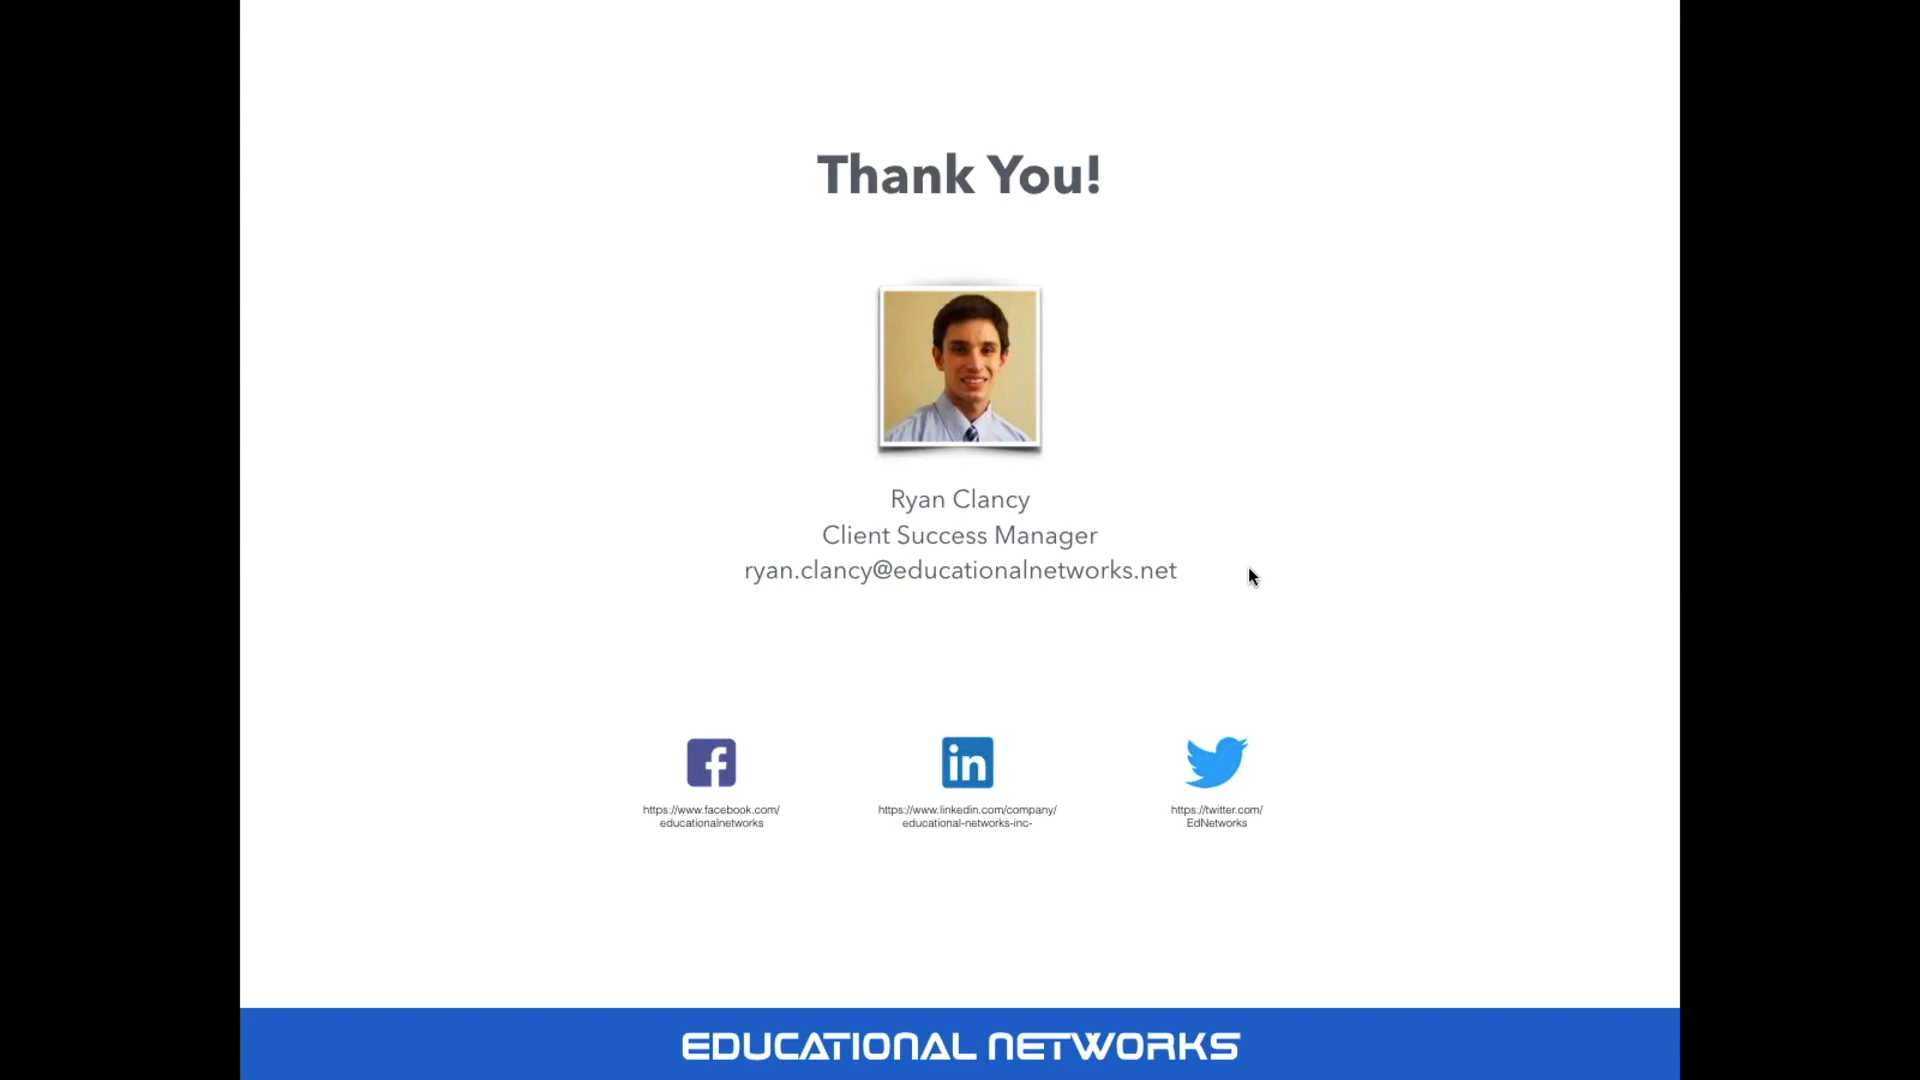 Thank You!
Ryan Clancy
Client Success Manager
ryan.clancy@educationalnetworks.net
in
https://www.facebook.com/
educationalnetworks
https://www.linkedin.com/company/
educational-networks-inc-
https://twitter.com/
EdNetworks
EDUCATIONAL NETWORKS